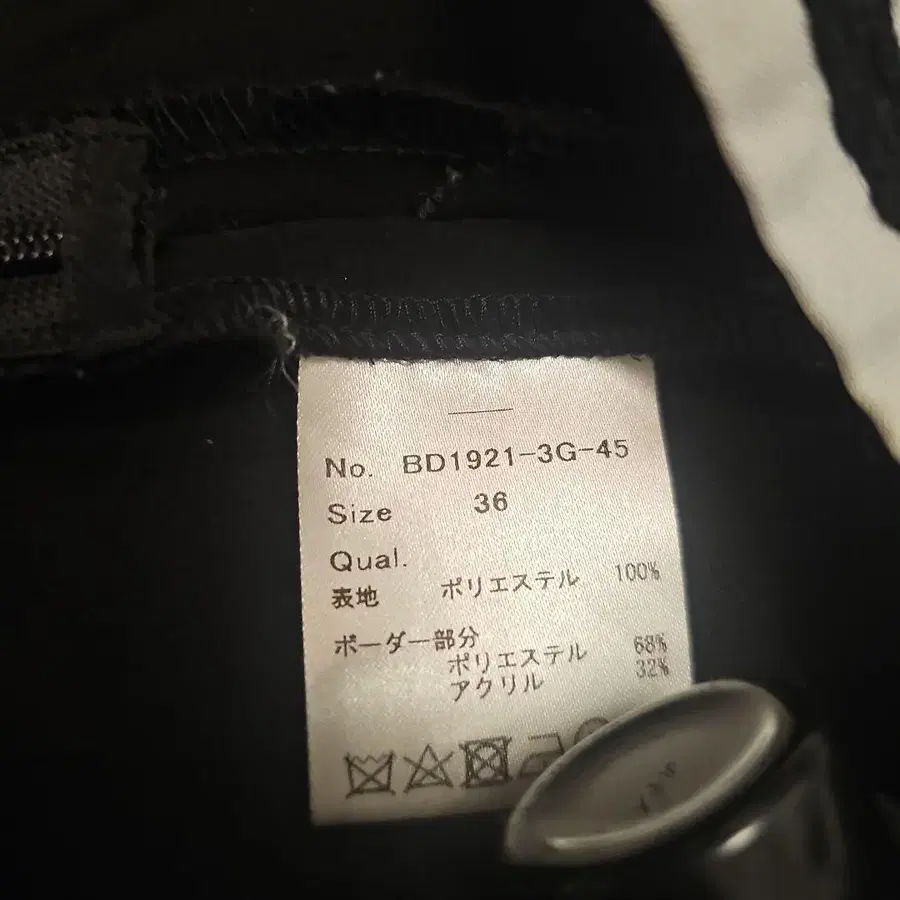 No. BD1921-3G-45
Size 36
Qual.
表地 ポリエステル 100%
ボーダー部分
ポリエステル 68%
アクリル 32%